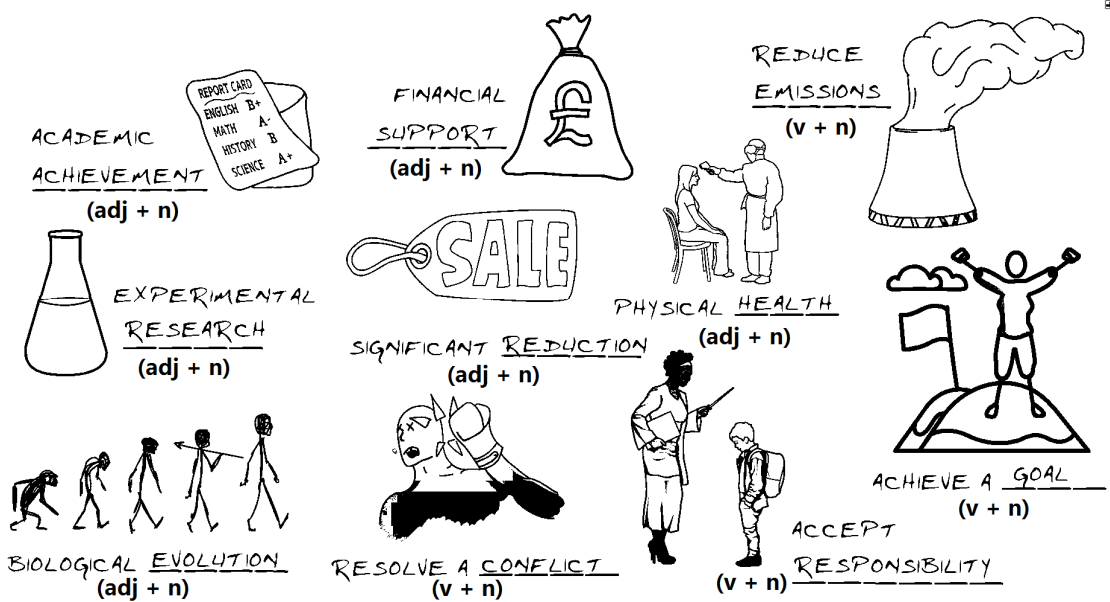 ACADEMIC
ACHIEVEMENT
(adj + n)
REPORT CARD
ENGLISH B+
MATH A-
HISTORY B
SCIENCE A+
FINANCIAL
SUPPORT
(adj + n)
£
REDUCE
EMISSIONS
(v + n)
EXPERIMENTAL
RESEARCH
(adj + n)
SALE
SIGNIFICANT REDUCTION
(adj + n)
PHYSICAL HEALTH
(adj + n)
ACHIEVE A GOAL
(v + n)
BIOLOGICAL EVOLUTION
(adj + n)
RESOLVE A CONFLICT
(v + n)
ACCEPT
(v + n) RESPONSIBILITY